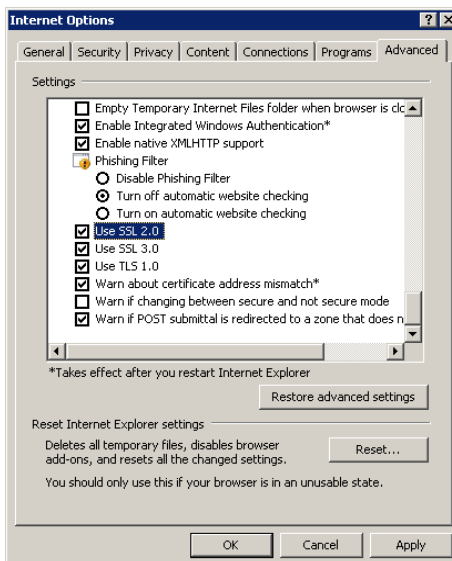 Internet Options
General Security Privacy Content Connections Programs Advanced
Settings
Empty Temporary Internet Files folder when browser is clo
Enable Integrated Windows Authentication*
Enable native XMLHTTP support
Phishing Filter
Disable Phishing Filter
Turn off automatic website checking
Turn on automatic website checking
Use SSL 2.0
Use SSL 3.0
Use TLS 1.0
Warn about certificate address mismatch*
Warn if changing between secure and not secure mode
Warn if POST submittal is redirected to a zone that does n
*Takes effect after you restart Internet Explorer
Restore advanced settings
Reset Internet Explorer settings
Deletes all temporary files, disables browser
add-ons, and resets all the changed settings.
Reset...
You should only use this if your browser is in an unusable state.
OK Cancel Apply